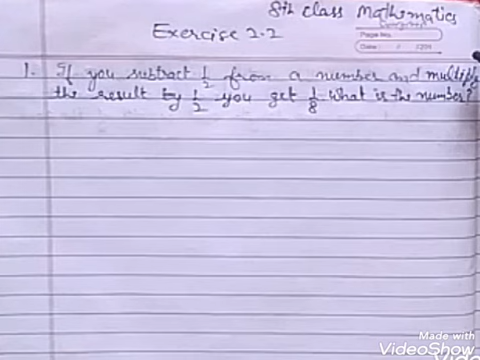 8th class Mathematics
Exercise 2.2
Page No.
Date : / /201
1. If you subtract 1/2 from a number and multiply
the result by 1/2 you get 1/8 what is the number?
Made with
VideoShow